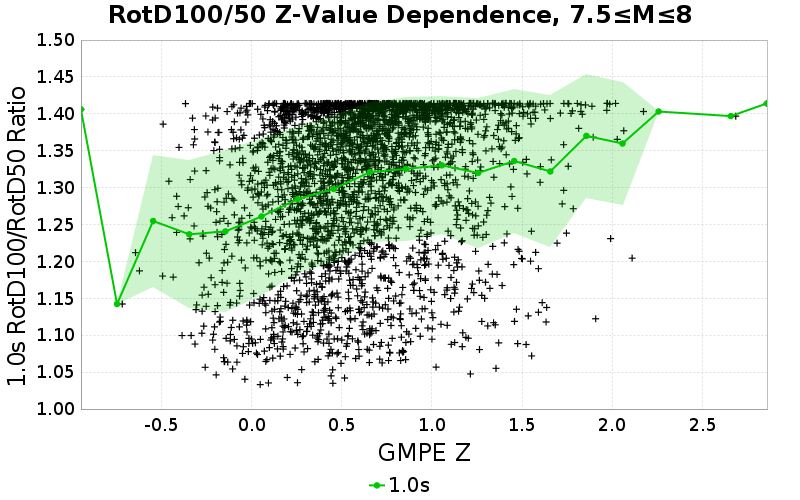 RotD100/50 Z-Value Dependence, 7.5≤M≤8
1.50
1.45
1.40
1.35
1.30
1.25
1.20
1.15
1.10
1.05
1.00
1.0s RotD100/RotD50 Ratio
-0.5 0.0 0.5 1.0 1.5 2.0 2.5
GMPE Z
1.0s